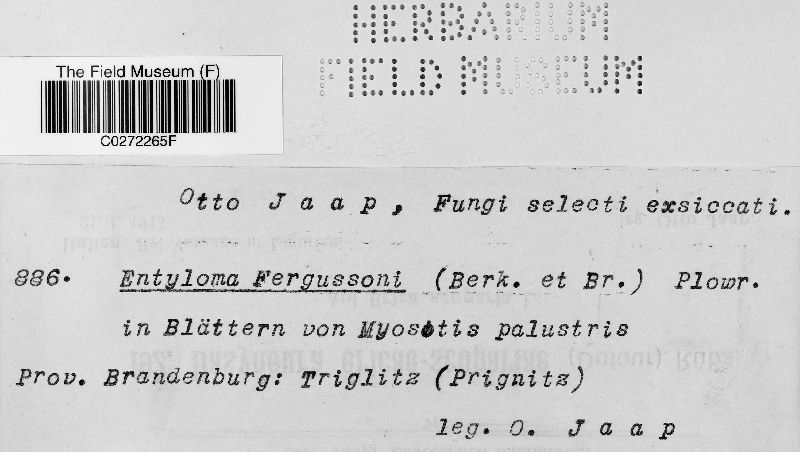 HERBARIUM
FIELD MUSEUM
The Field Museum (F)
C0272265F
Otto Jaap, Fungi selecti exsiccati.
886. Entyloma Fergussoni (Berk. et Br.) Plowr.
in Blättern von Myosotis palustris
Prov. Brandenburg: Triglitz (Prignitz)
leg. O. Jaap